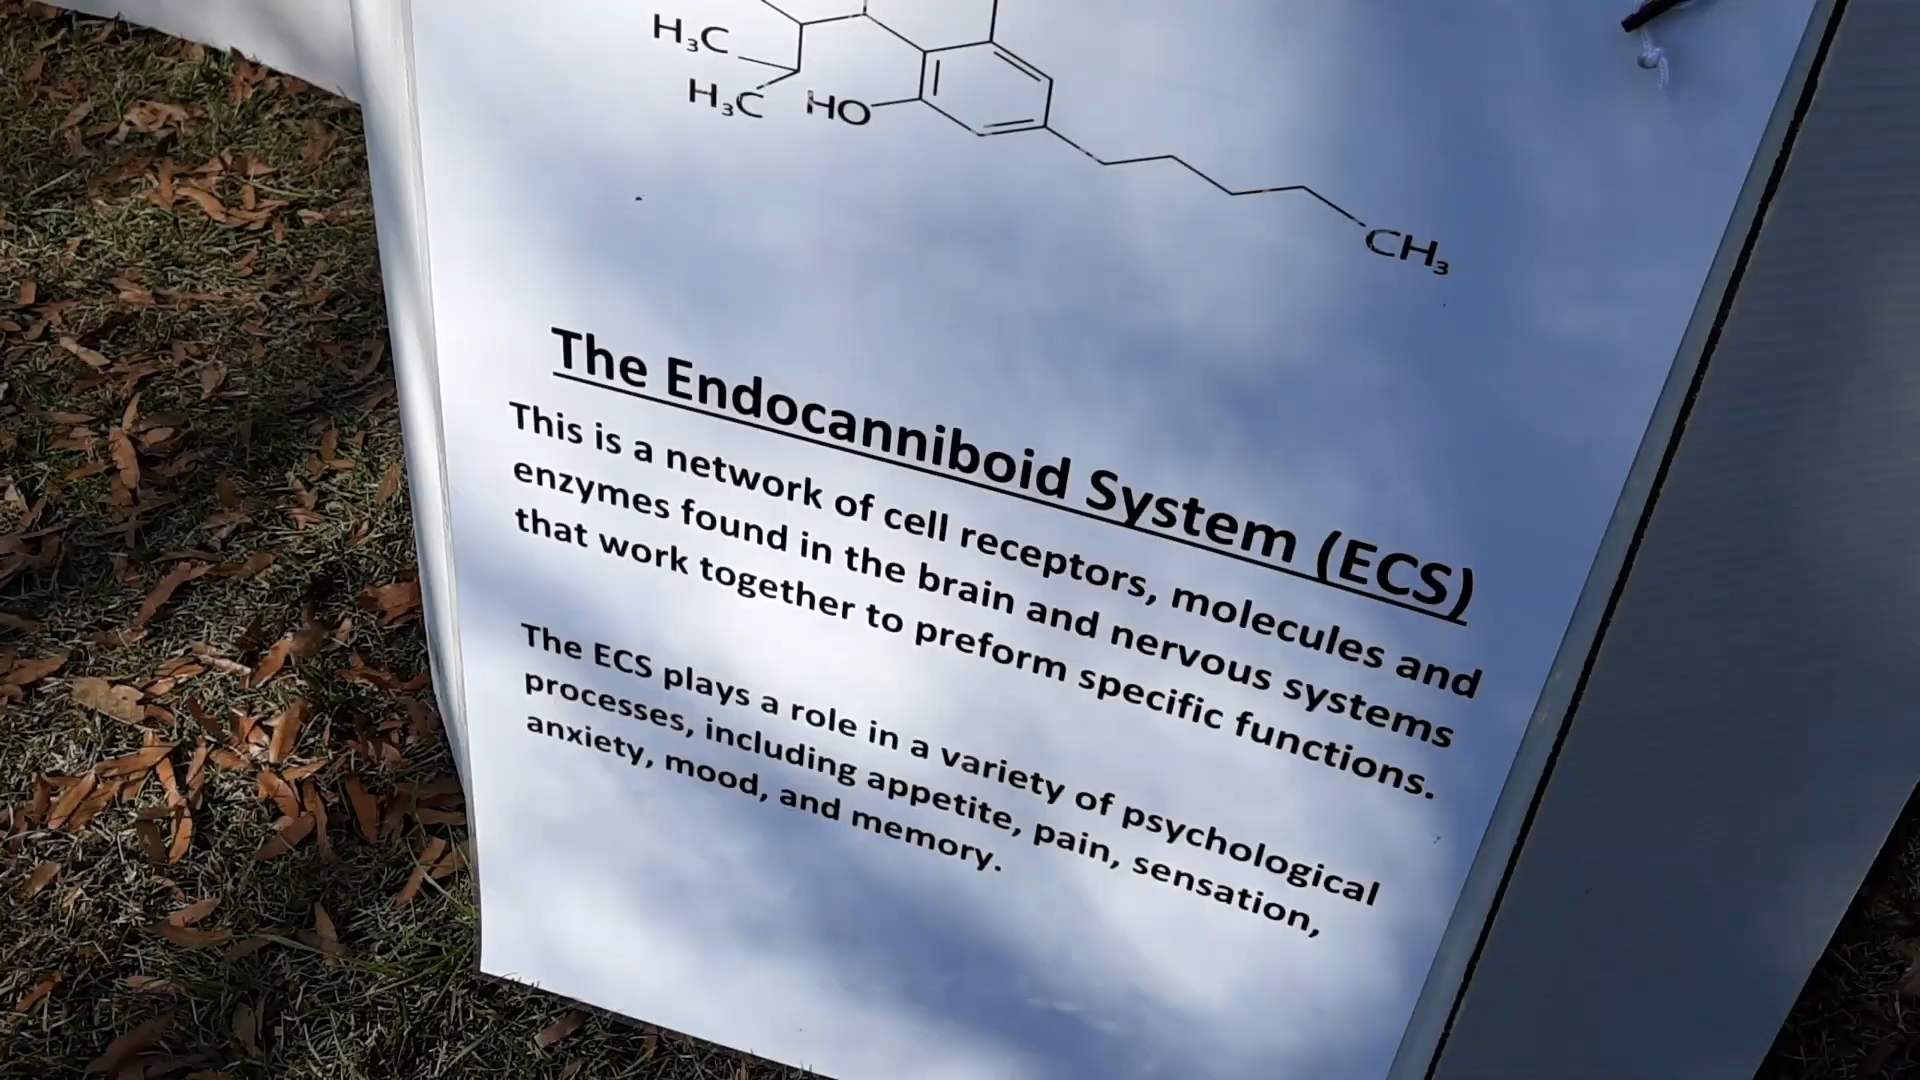 H₃C
H₃C HO
CH₃
The Endocanniboid System (ECS)
This is a network of cell receptors, molecules and
enzymes found in the brain and nervous systems
that work together to preform specific functions.
The ECS plays a role in a variety of psychological
processes, including appetite, pain, sensation,
anxiety, mood, and memory.